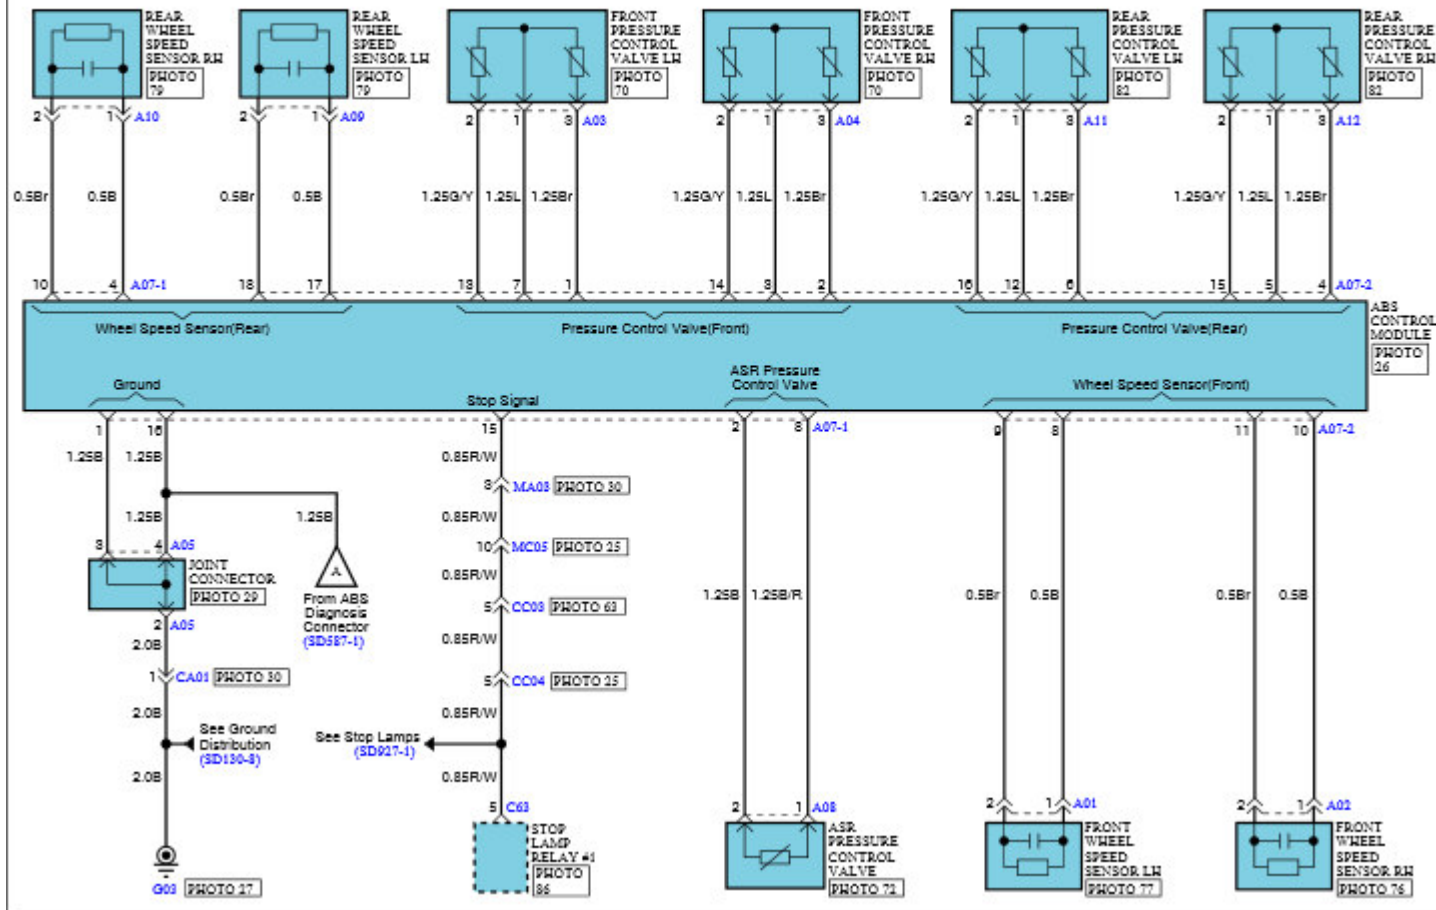 REAR
WHEEL
SPEED
SENSOR RH
PHOTO
79
REAR
WHEEL
SPEED
SENSOR LH
PHOTO
79
FRONT
PRESSURE
CONTROL
VALVE LH
PHOTO
70
FRONT
PRESSURE
CONTROL
VALVE RH
PHOTO
70
REAR
PRESSURE
CONTROL
VALVE LH
PHOTO
82
REAR
PRESSURE
CONTROL
VALVE RH
PHOTO
82
2 1 A10 2 1 A09 2 1 3 A03 2 1 3 A04 2 1 3 A11 2 1 3 A12
0.5Br 0.5B 0.5Br 0.5B 1.25G/Y 1.25L 1.25Br 1.25G/Y 1.25L 1.25Br 1.25G/Y 1.25L 1.25Br 1.25G/Y 1.25L 1.25Br
10 4 A07-1 18 17 13 7 1 14 8 2 16 12 6 15 5 4 A07-2
Wheel Speed Sensor(Rear) Pressure Control Valve(Front) Pressure Control Valve(Rear)
ABS
CONTROL
MODULE
PHOTO
26
Ground
Stop Signal
ASR Pressure
Control Valve
Wheel Speed Sensor(Front)
1 16 15 2 8 A07-1 9 8 11 10 A07-2
1.25B 1.25B 0.85R/W
3 MA03 PHOTO 30
1.25B 1.25B 0.85R/W
3 4 A05 10 MC05 PHOTO 25
JOINT
CONNECTOR
PHOTO 29
A
From ABS
Diagnosis
Connector
(SD587-1)
0.85R/W
1.25B 1.25B/R 0.5Br 0.5B 0.5Br 0.5B
5 CC03 PHOTO 63
2 A05
2.0B 0.85R/W
1 CA01 PHOTO 30 5 CC04 PHOTO 25
2.0B 0.85R/W
See Ground
Distribution
(SD130-8)
See Stop Lamps
(SD927-1)
2.0B 0.85R/W
5 C63 2 1 A08 2 1 A01 2 1 A02
STOP
LAMP
RELAY #1
PHOTO
86
ASR
PRESSURE
CONTROL
VALVE
PHOTO 72
FRONT
WHEEL
SPEED
SENSOR LH
PHOTO 77
FRONT
WHEEL
SPEED
SENSOR RH
PHOTO 76
G03 PHOTO 27